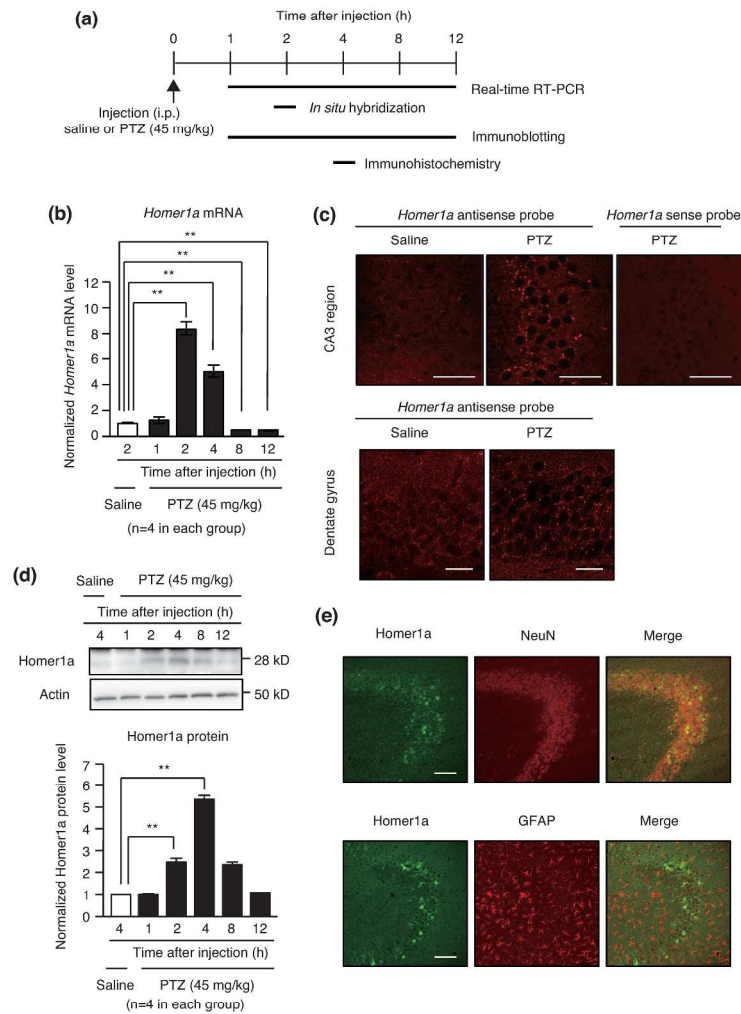 (a)
Time after injection (h)
0 1 2 4 8 12
Injection (i.p.)
saline or PTZ (45 mg/kg)
Real-time RT-PCR
In situ hybridization
Immunoblotting
Immunohistochemistry
(b)
Homer1a mRNA
**
**
**
**
Normalized Homer1a mRNA level
12
10
8
6
4
2
0
2 1 2 4 8 12
Time after injection (h)
Saline PTZ (45 mg/kg)
(n=4 in each group)
(c)
Homer1a antisense probe Homer1a sense probe
Saline PTZ PTZ
CA3 region
Homer1a antisense probe
Saline PTZ
Dentate gyrus
(d)
Saline PTZ (45 mg/kg)
Time after injection (h)
4 1 2 4 8 12
Homer1a 28 kD
Actin 50 kD
Homer1a protein
**
**
Normalized Homer1a protein level
7
6
5
4
3
2
1
0
4 1 2 4 8 12
Time after injection (h)
Saline PTZ (45 mg/kg)
(n=4 in each group)
(e)
Homer1a NeuN Merge
Homer1a GFAP Merge